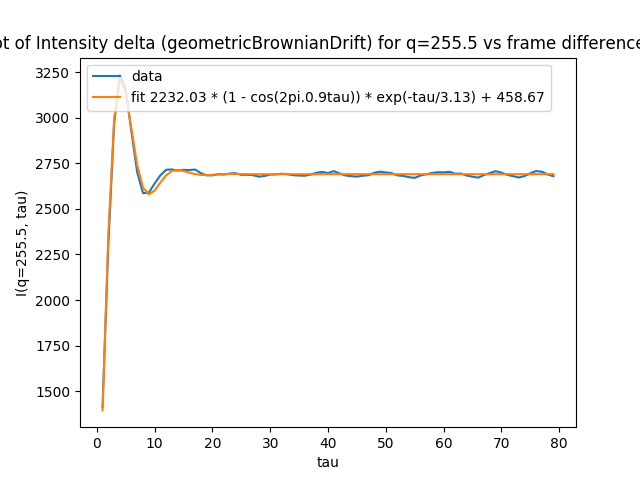 ot of Intensity delta (geometricBrownianDrift) for q=255.5 vs frame difference
data
fit 2232.03 * (1 - cos(2pi.0.9tau)) * exp(-tau/3.13) + 458.67
I(q=255.5, tau)
3250
3000
2750
2500
2250
2000
1750
1500
0 10 20 30 40 50 60 70 80
tau